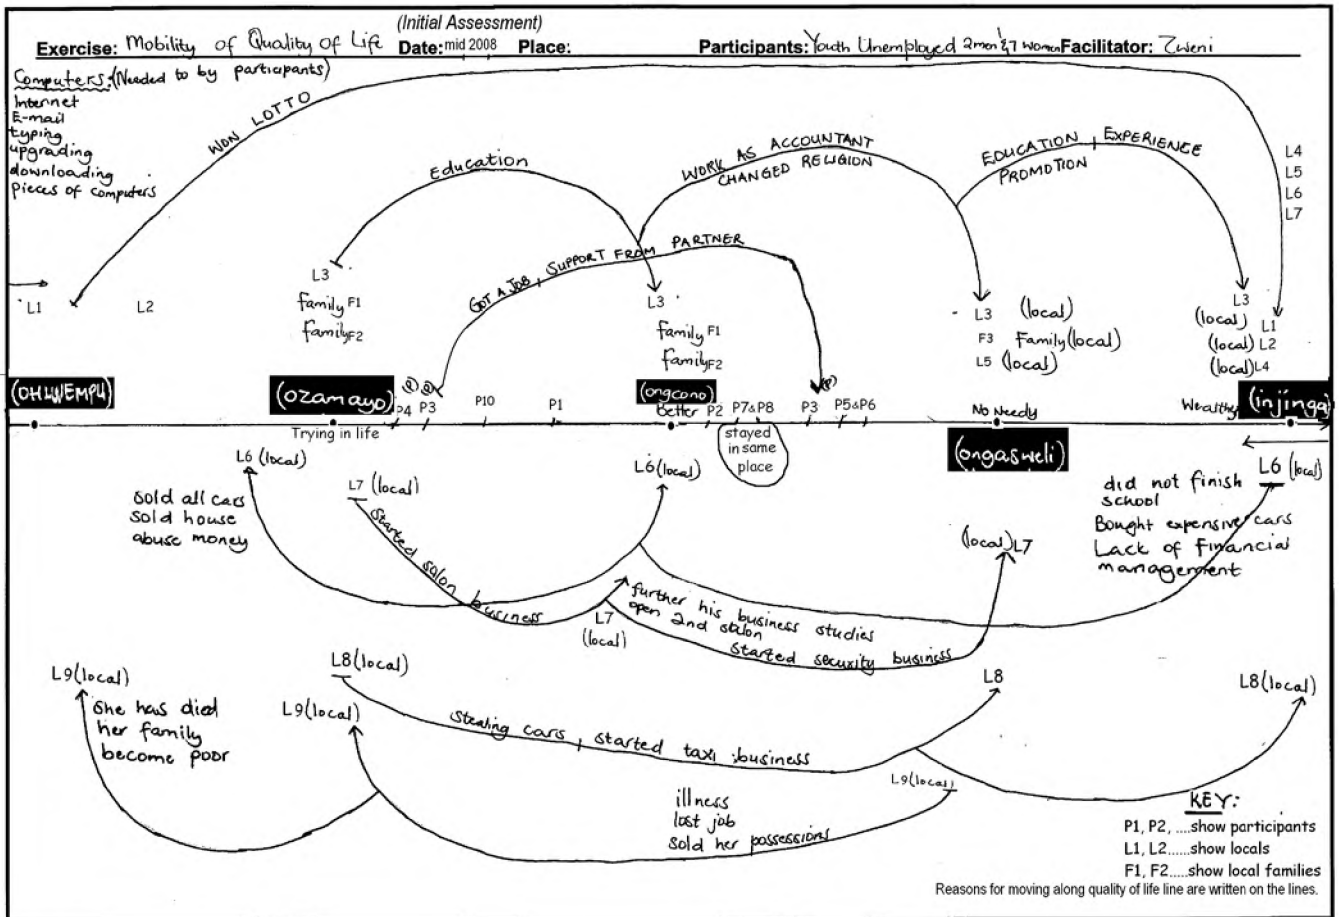 (Initial Assessment)
Exercise: Mobility of Quality of Life Date: mid 2008 Place: Participants: Youth Unemployed 2men & 7 women Facilitator: Zweni
Computers: (Needed to by participants)
Internet
E-mail
typing
upgrading
downloading
pieces of computers
WON LOTTO
Education
WORK AS ACCOUNTANT
CHANGED RELIGION
EDUCATION, EXPERIENCE
PROMOTION
L4
L5
L6
L7
GOT A JOB, SUPPORT FROM PARTNER
L1
L2
L3
family F1
family F2
L3
family F1
family F2
L3 (local)
F3 Family (local)
L5 (local)
L3
(local) L1
(local) L2
(local) L4
(OHLWEMPU)
(ozamayo)
(ongcono)
(ongasweli)
(injinga)
P4 P3 P10 P1 Better P2 P7&P8 P3 P5&P6 No Needy Wealthy
Trying in life
stayed
in same
place
L6 (local)
sold all cars
sold house
abuse money
L7 (local)
Started salon business
L6 (local)
L6 (local)
did not finish
school
Bought expensive cars
Lack of financial
management
(local) L7
L7
(local)
further his business studies
open 2nd salon
started security business
L9 (local)
she has died
her family
become poor
L8 (local)
L9 (local)
stealing cars, started taxi business
L8
L8 (local)
L9 (local)
illness
lost job
sold her possessions
KEY:
P1, P2, ....show participants
L1, L2......show locals
F1, F2.....show local families
Reasons for moving along quality of life line are written on the lines.